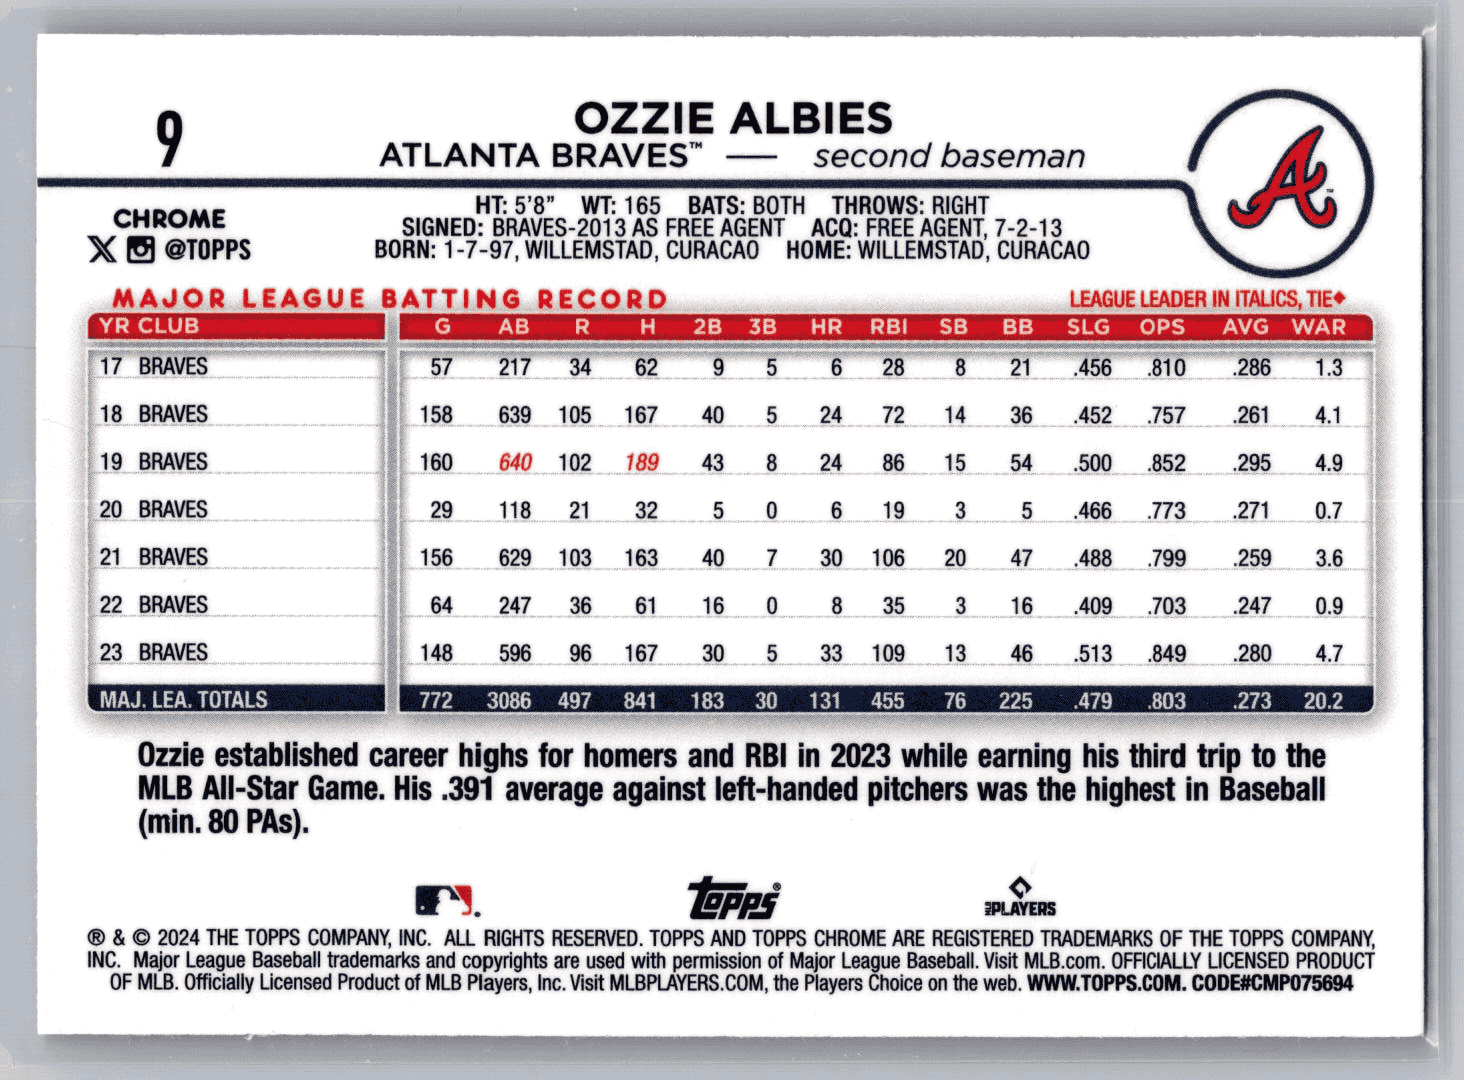 9
OZZIE ALBIES
ATLANTA BRAVES™ — second baseman
CHROME
@TOPPS
HT: 5'8" WT: 165 BATS: BOTH THROWS: RIGHT
SIGNED: BRAVES-2013 AS FREE AGENT ACQ: FREE AGENT, 7-2-13
BORN: 1-7-97, WILLEMSTAD, CURACAO HOME: WILLEMSTAD, CURACAO
A™
MAJOR LEAGUE BATTING RECORD LEAGUE LEADER IN ITALICS, TIE♦
YR CLUB G AB R H 2B 3B HR RBI SB BB SLG OPS AVG WAR
17 BRAVES 57 217 34 62 9 5 6 28 8 21 .456 .810 .286 1.3
18 BRAVES 158 639 105 167 40 5 24 72 14 36 .452 .757 .261 4.1
19 BRAVES 160 640 102 189 43 8 24 86 15 54 .500 .852 .295 4.9
20 BRAVES 29 118 21 32 5 0 6 19 3 5 .466 .773 .271 0.7
21 BRAVES 156 629 103 163 40 7 30 106 20 47 .488 .799 .259 3.6
22 BRAVES 64 247 36 61 16 0 8 35 3 16 .409 .703 .247 0.9
23 BRAVES 148 596 96 167 30 5 33 109 13 46 .513 .849 .280 4.7
MAJ. LEA. TOTALS 772 3086 497 841 183 30 131 455 76 225 .479 .803 .273 20.2
Ozzie established career highs for homers and RBI in 2023 while earning his third trip to the
MLB All-Star Game. His .391 average against left-handed pitchers was the highest in Baseball
(min. 80 PAs).
Topps® MLB PLAYERS
® & © 2024 THE TOPPS COMPANY, INC. ALL RIGHTS RESERVED. TOPPS AND TOPPS CHROME ARE REGISTERED TRADEMARKS OF THE TOPPS COMPANY,
INC. Major League Baseball trademarks and copyrights are used with permission of Major League Baseball. Visit MLB.com. OFFICIALLY LICENSED PRODUCT
OF MLB. Officially Licensed Product of MLB Players, Inc. Visit MLBPLAYERS.COM, the Players Choice on the web. WWW.TOPPS.COM. CODE#CMP075694